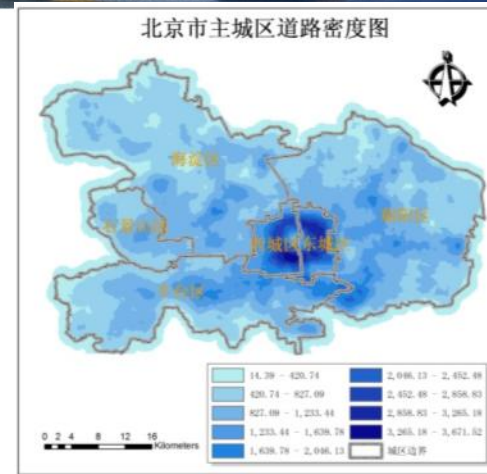 北京市主城区道路密度图
海淀区
朝阳区
石景山区
西城区 东城区
丰台区
14.39 - 420.74
420.74 - 827.09
827.09 - 1,233.44
1,233.44 - 1,639.78
1,639.78 - 2,046.13
2,046.13 - 2,452.48
2,452.48 - 2,858.83
2,858.83 - 3,265.18
3,265.18 - 3,671.52
城区边界
0 2 4 8 12 16
Kilometers